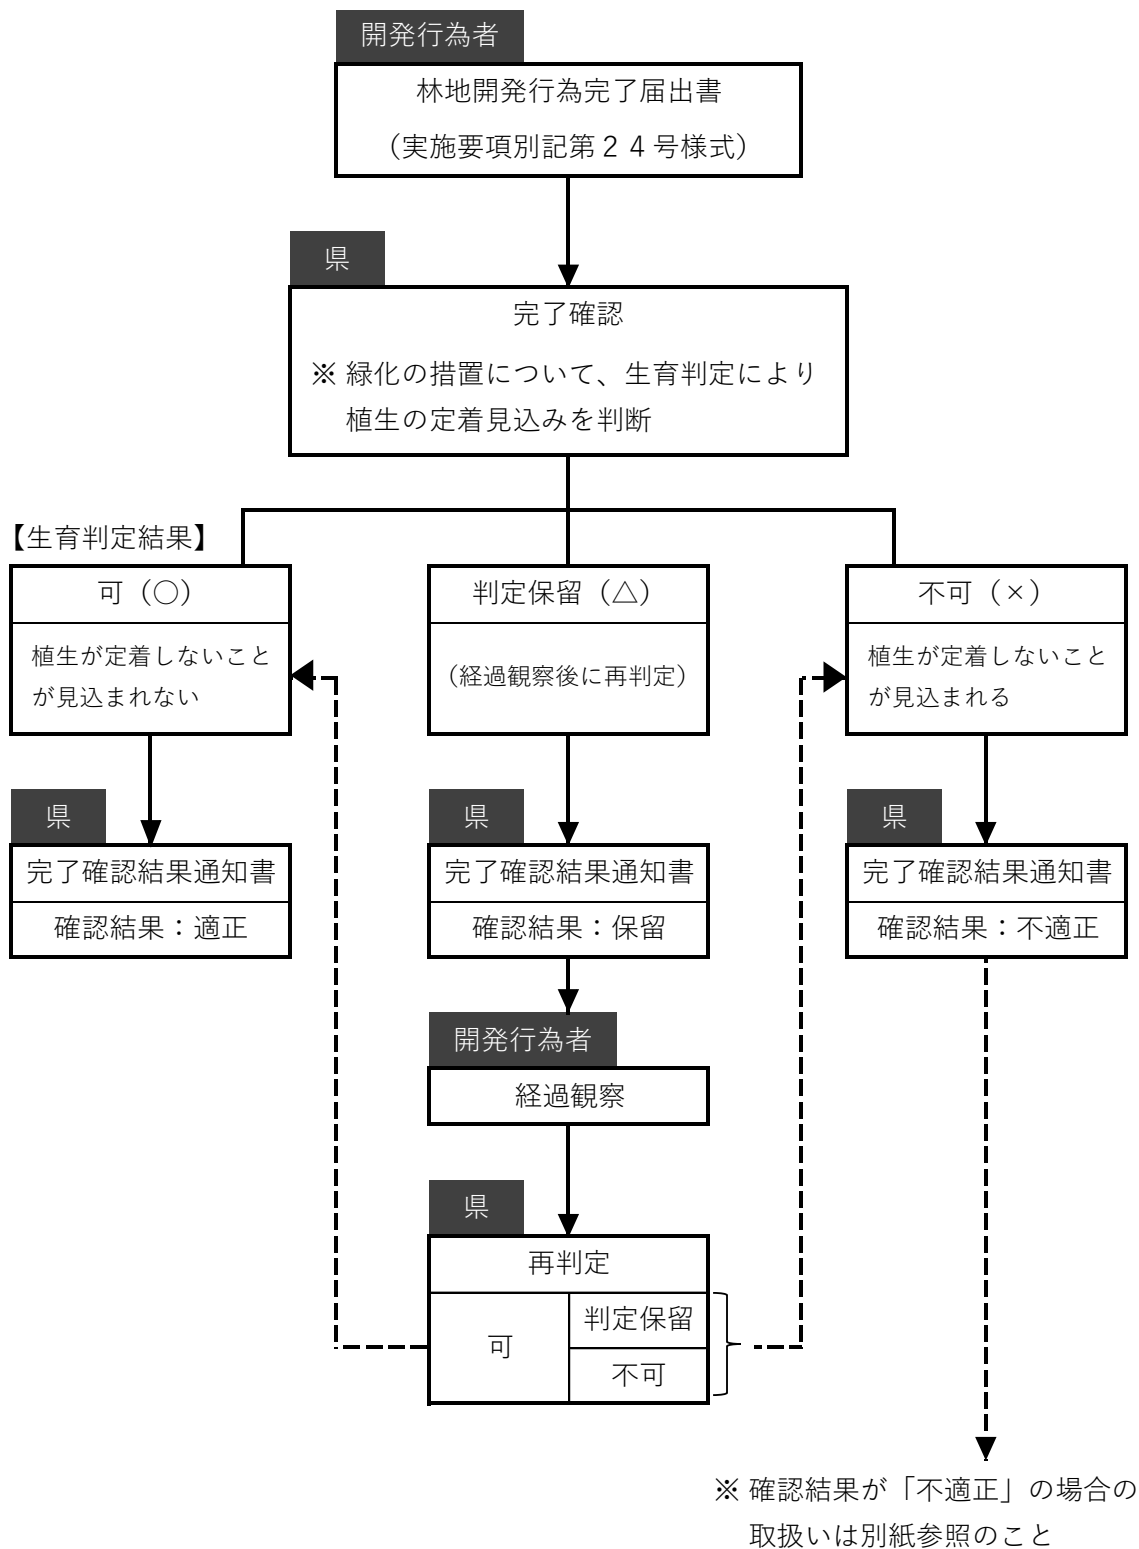 開発行為者
林地開発行為完了届出書
（実施要項別記第２４号様式）
県
完了確認
※ 緑化の措置について、生育判定により
植生の定着見込みを判断
【生育判定結果】
可（○）
植生が定着しないこと
が見込まれない
判定保留（△）
（経過観察後に再判定）
不可（×）
植生が定着しないこと
が見込まれる
県
完了確認結果通知書
確認結果：適正
県
完了確認結果通知書
確認結果：保留
県
完了確認結果通知書
確認結果：不適正
開発行為者
経過観察
県
再判定
可
判定保留
不可
※ 確認結果が「不適正」の場合の
取扱いは別紙参照のこと